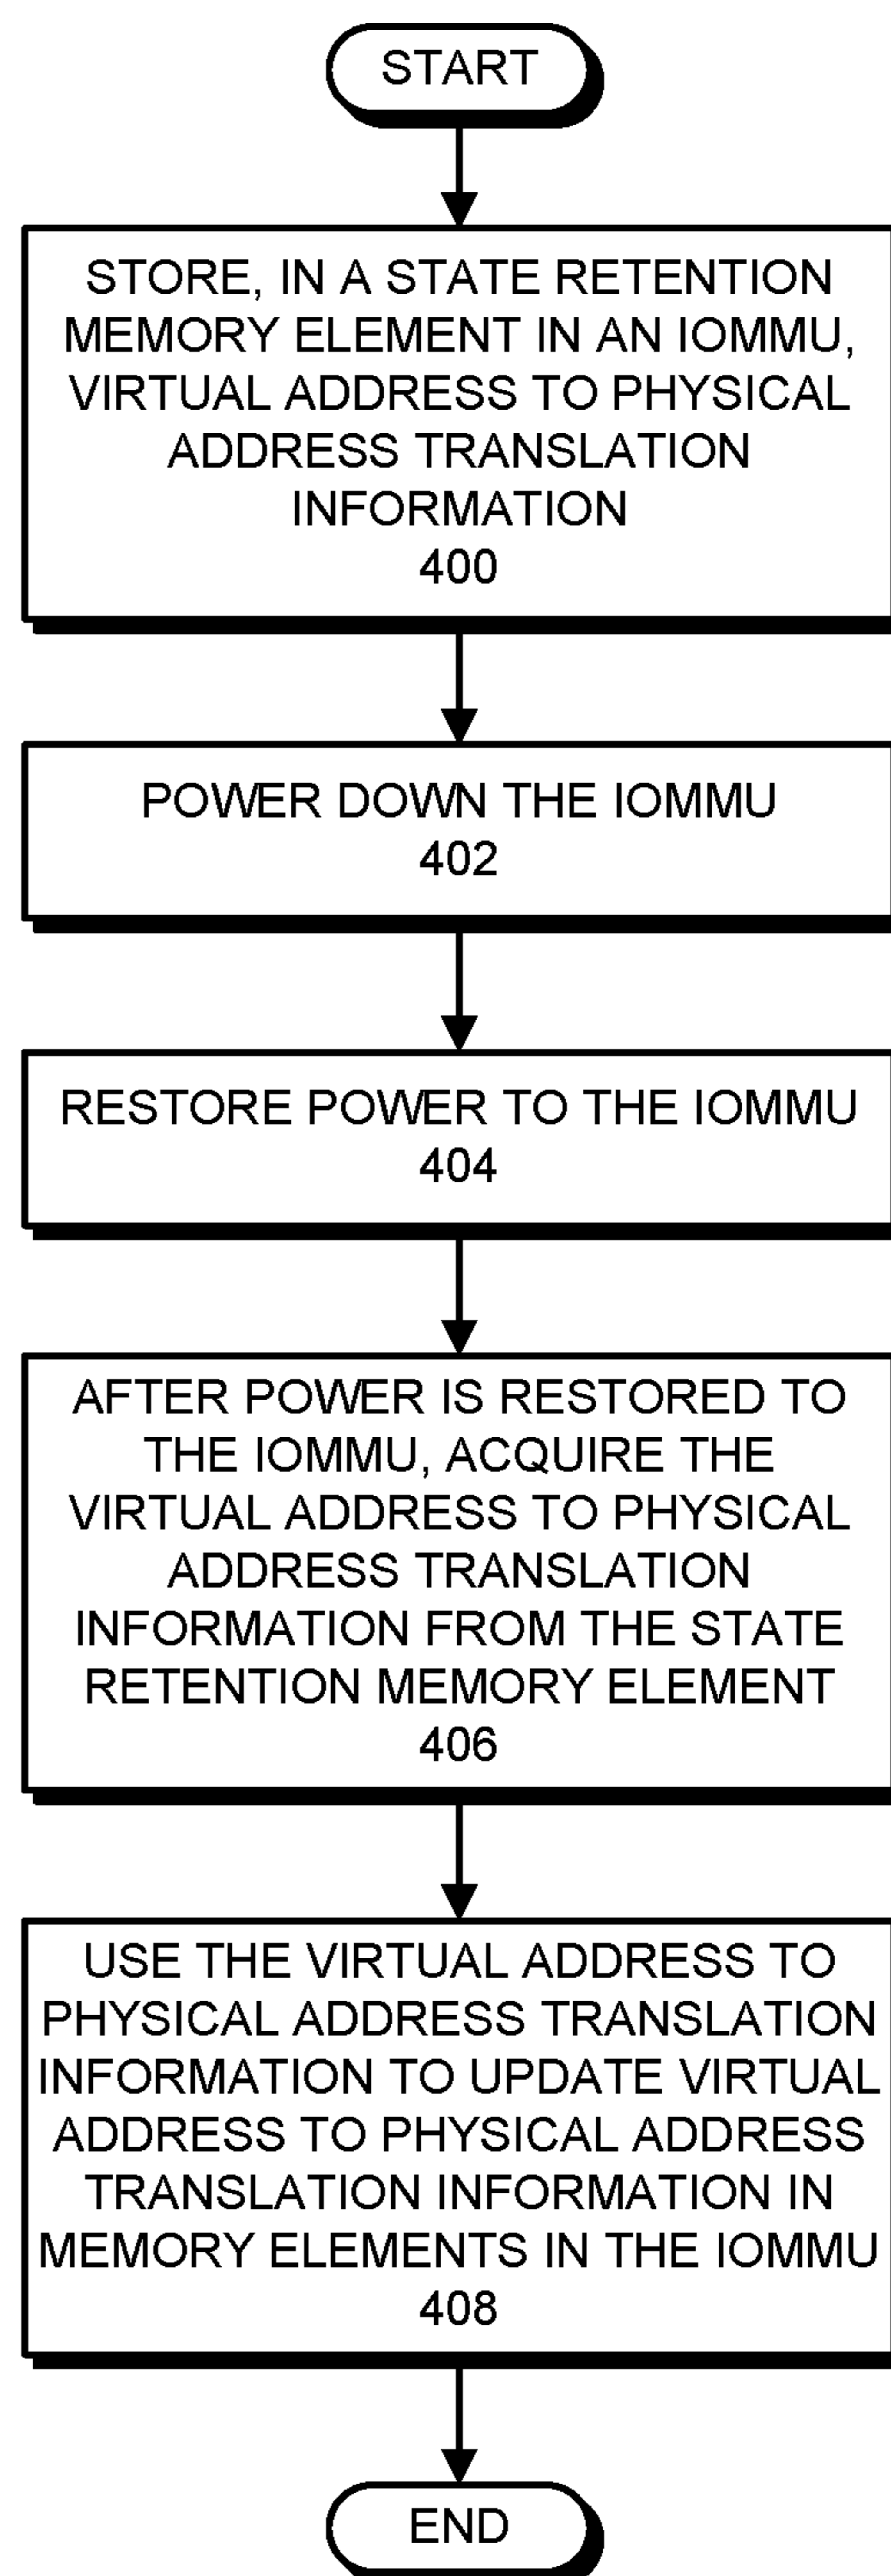 START
STORE, IN A STATE RETENTION
MEMORY ELEMENT IN AN IOMMU,
VIRTUAL ADDRESS TO PHYSICAL
ADDRESS TRANSLATION
INFORMATION
400
POWER DOWN THE IOMMU
402
RESTORE POWER TO THE IOMMU
404
AFTER POWER IS RESTORED TO
THE IOMMU, ACQUIRE THE
VIRTUAL ADDRESS TO PHYSICAL
ADDRESS TRANSLATION
INFORMATION FROM THE STATE
RETENTION MEMORY ELEMENT
406
USE THE VIRTUAL ADDRESS TO
PHYSICAL ADDRESS TRANSLATION
INFORMATION TO UPDATE VIRTUAL
ADDRESS TO PHYSICAL ADDRESS
TRANSLATION INFORMATION IN
MEMORY ELEMENTS IN THE IOMMU
408
END